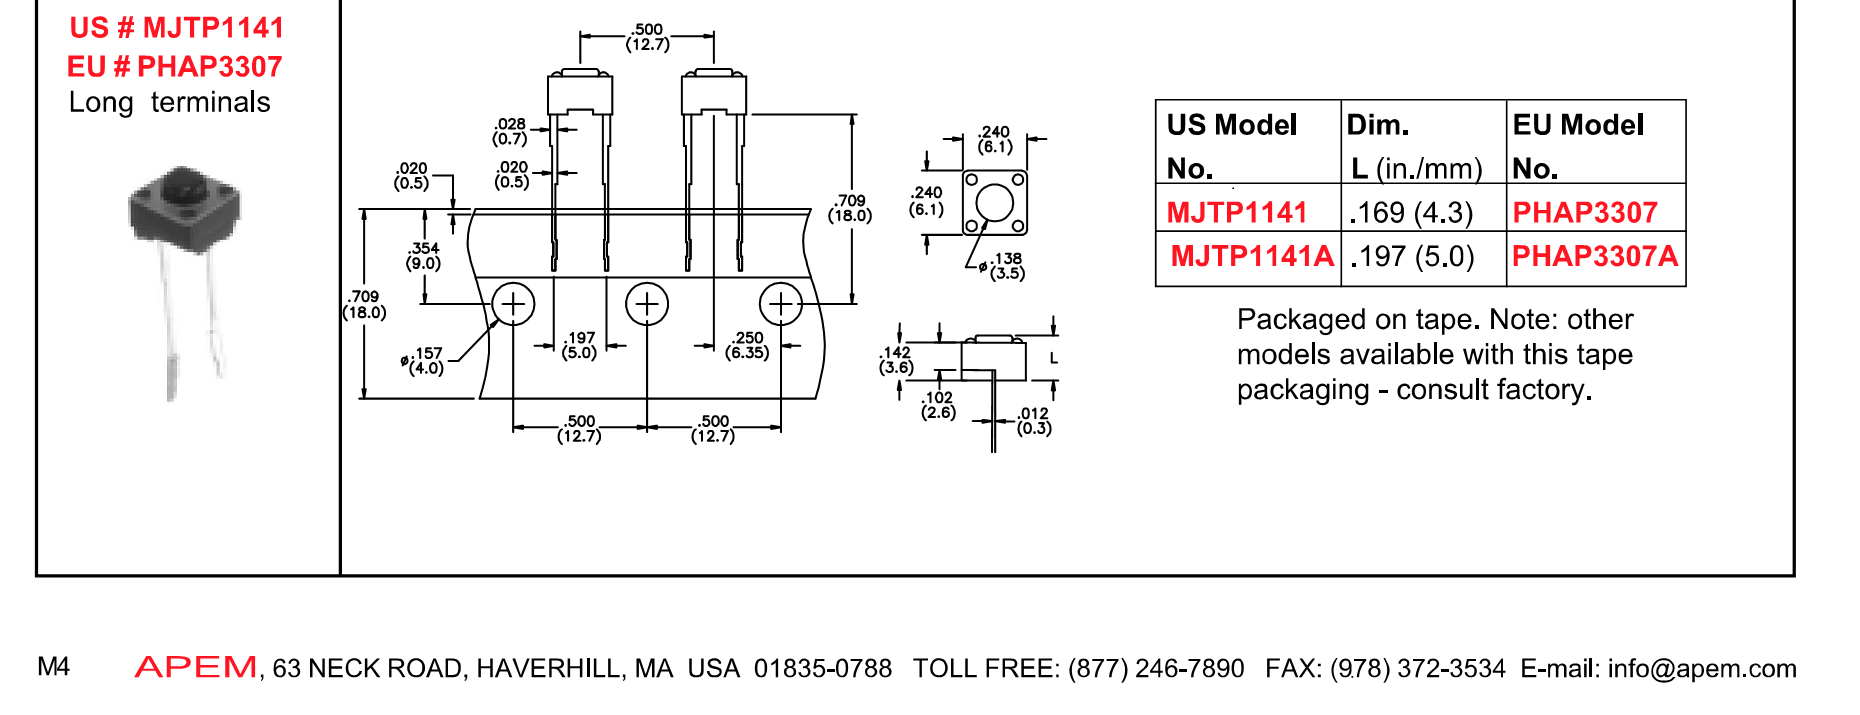 US # MJTP1141
EU # PHAP3307
Long terminals
.500
(12.7)
.028
(0.7)
.020
(0.5)
.020
(0.5)
.709
(18.0)
.354
(9.0)
.709
(18.0)
.197
(5.0)
.250
(6.35)
ø.157
(4.0)
.500
(12.7)
.500
(12.7)
.240
(6.1)
.240
(6.1)
ø.138
(3.5)
.142
(3.6)
L
.102
(2.6)
.012
(0.3)
US Model No. Dim. L (in./mm) EU Model No.
MJTP1141 .169 (4.3) PHAP3307
MJTP1141A .197 (5.0) PHAP3307A
Packaged on tape. Note: other
models available with this tape
packaging - consult factory.
M4 APEM, 63 NECK ROAD, HAVERHILL, MA USA 01835-0788 TOLL FREE: (877) 246-7890 FAX: (978) 372-3534 E-mail: info@apem.com